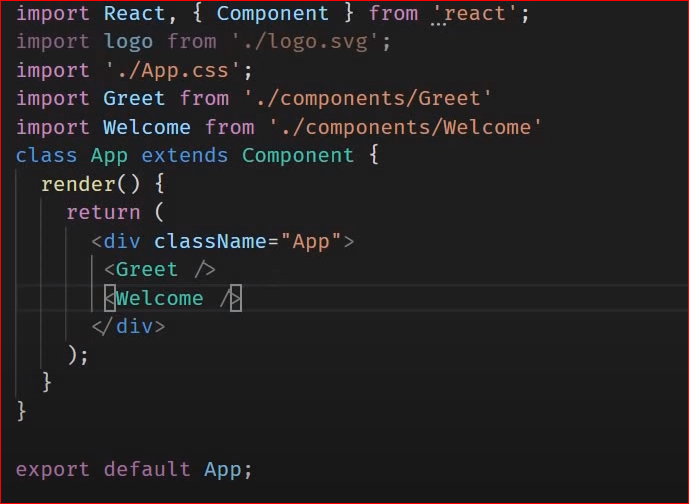 import React, { Component } from 'react';
import logo from './logo.svg';
import './App.css';
import Greet from './components/Greet'
import Welcome from './components/Welcome'
class App extends Component {
render() {
return (
<div className="App">
<Greet />
<Welcome />
</div>
);
}
}
export default App;